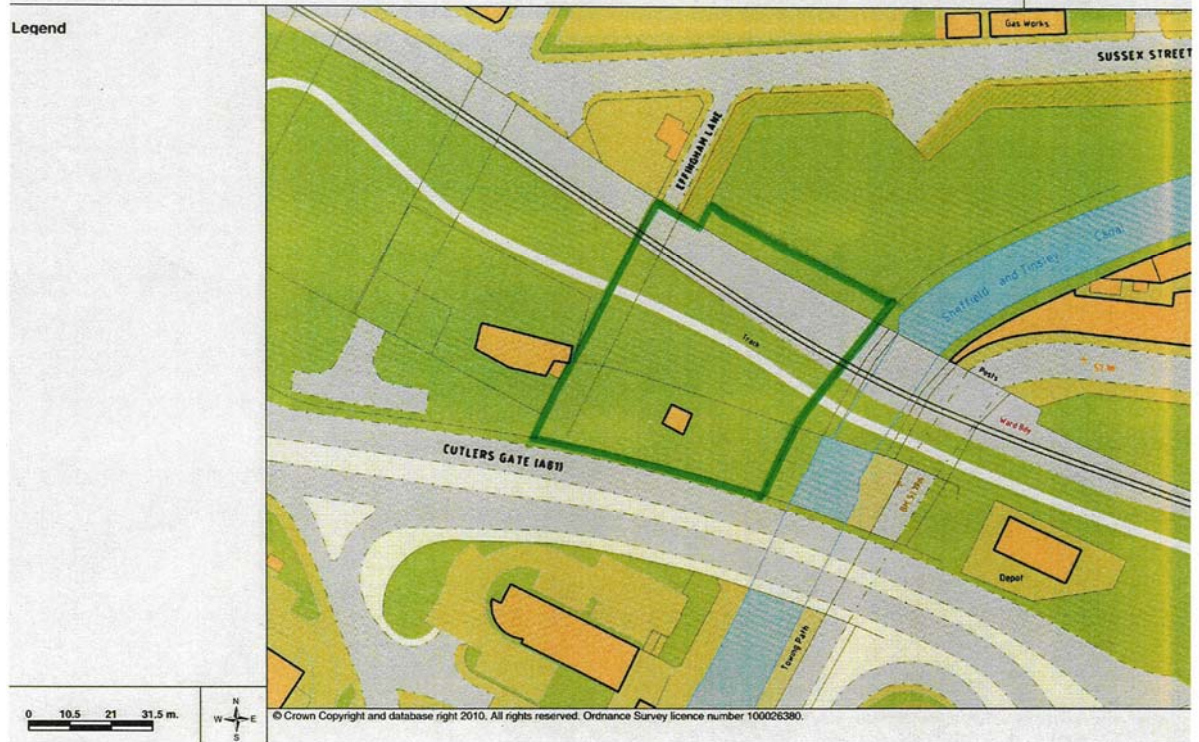 Legend
Gas Works
SUSSEX STREET
EFFINGHAM LANE
Sheffield and Tinsley Canal
Track
Posts
Ward Bdy
CUTLERS GATE (A61)
Depot
Towing Path
0 10.5 21 31.5 m.
N
W E
S
© Crown Copyright and database right 2010. All rights reserved. Ordnance Survey licence number 100026380.